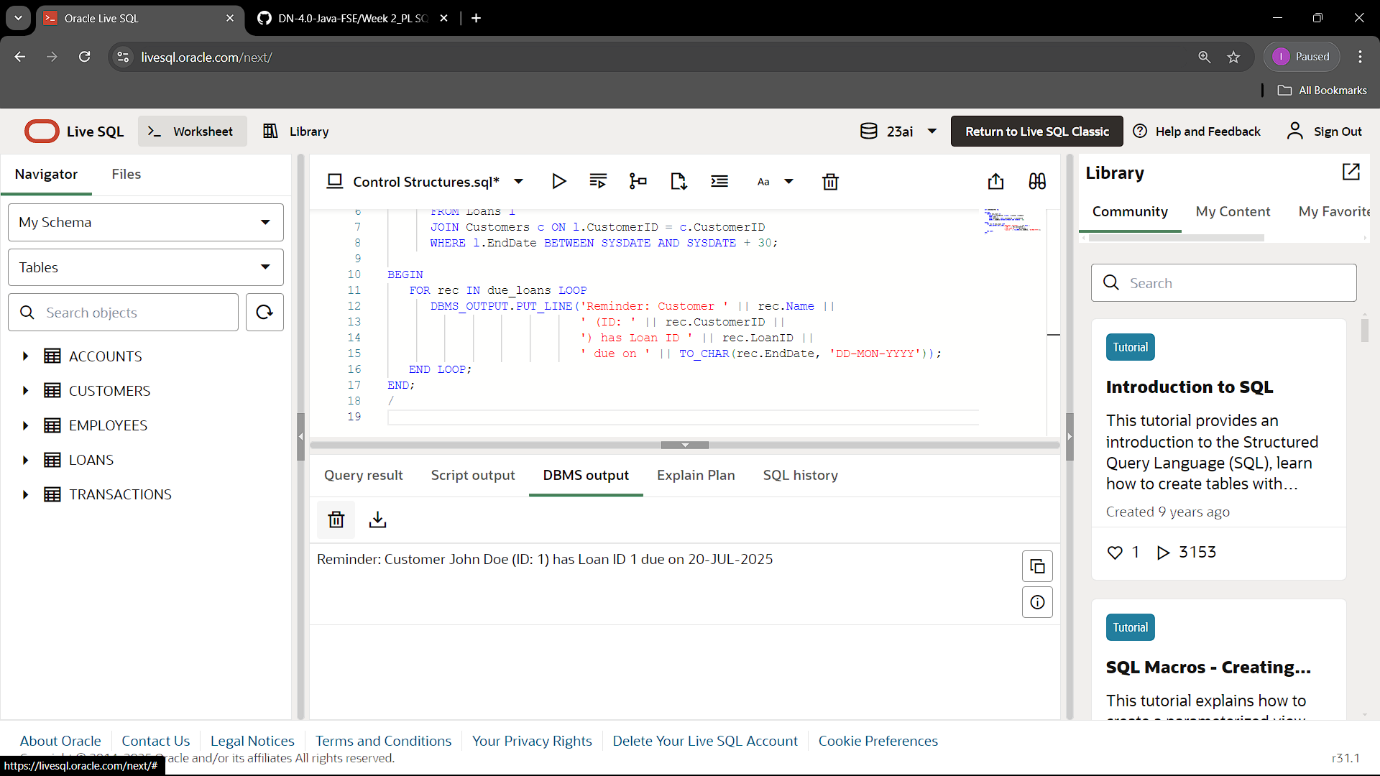 Oracle Live SQL
DN-4.0-Java-FSE/Week 2_PL SQ
livesql.oracle.com/next/
I Paused
All Bookmarks
Live SQL
Worksheet
Library
23ai
Return to Live SQL Classic
Help and Feedback
Sign Out
Navigator
Files
My Schema
Tables
Search objects
ACCOUNTS
CUSTOMERS
EMPLOYEES
LOANS
TRANSACTIONS
Control Structures.sql*
Aa
6 FROM Loans l
7 JOIN Customers c ON l.CustomerID = c.CustomerID
8 WHERE l.EndDate BETWEEN SYSDATE AND SYSDATE + 30;
9
10 BEGIN
11 FOR rec IN due_loans LOOP
12 DBMS_OUTPUT.PUT_LINE('Reminder: Customer ' || rec.Name ||
13 ' (ID: ' || rec.CustomerID ||
14 ') has Loan ID ' || rec.LoanID ||
15 ' due on ' || TO_CHAR(rec.EndDate, 'DD-MON-YYYY'));
16 END LOOP;
17 END;
18 /
19
Query result
Script output
DBMS output
Explain Plan
SQL history
Reminder: Customer John Doe (ID: 1) has Loan ID 1 due on 20-JUL-2025
Library
Community
My Content
My Favorite
Search
Tutorial
Introduction to SQL
This tutorial provides an
introduction to the Structured
Query Language (SQL), learn
how to create tables with...
Created 9 years ago
1 3153
Tutorial
SQL Macros - Creating...
This tutorial explains how to
About Oracle
Contact Us
Legal Notices
Terms and Conditions
Your Privacy Rights
Delete Your Live SQL Account
Cookie Preferences
acle and/or its affiliates All rights reserved.
r31.1
https://livesql.oracle.com/next/#